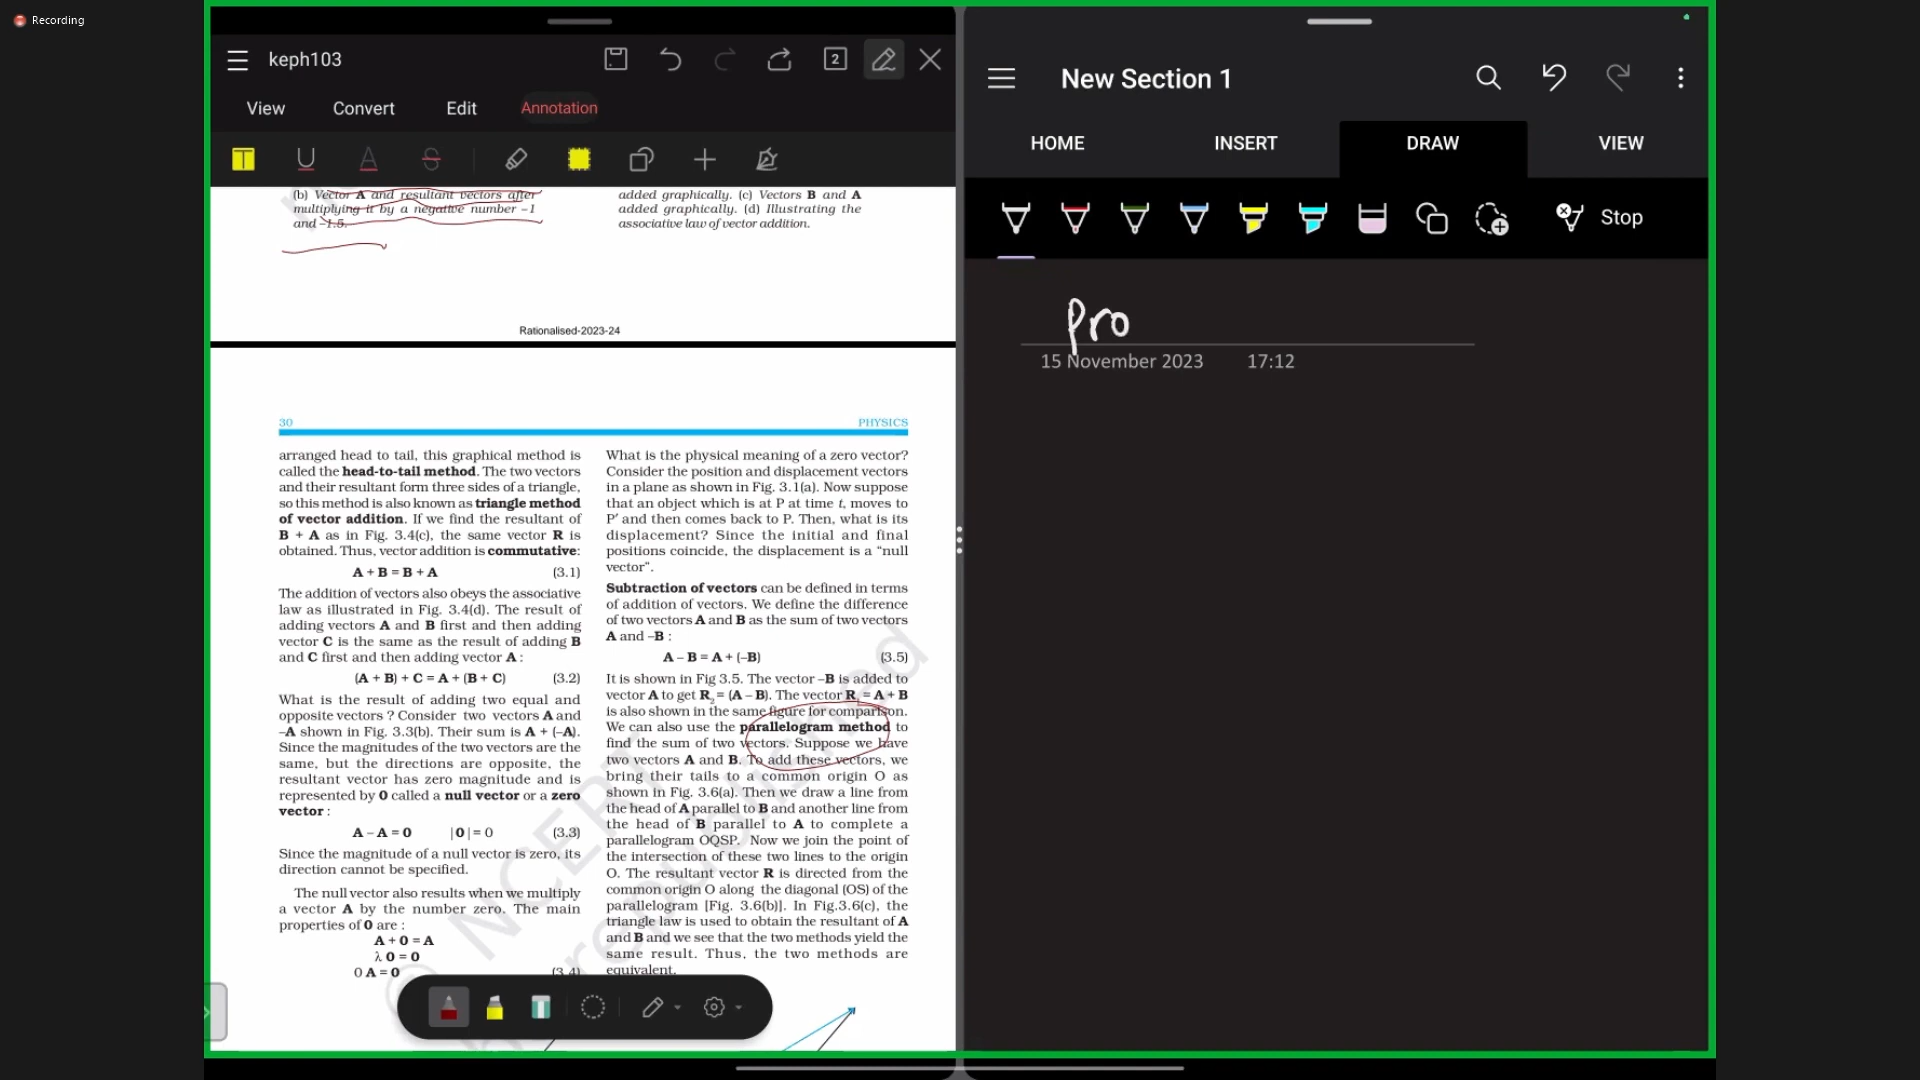 Recording
keph103
2
View Convert Edit Annotation
(b) Vector A and resultant vectors after
multiplying it by a negative number –1
and –1.5.
added graphically. (c) Vectors B and A
added graphically. (d) Illustrating the
associative law of vector addition.
Rationalised-2023-24
30 PHYSICS
arranged head to tail, this graphical method is
called the head-to-tail method. The two vectors
and their resultant form three sides of a triangle,
so this method is also known as triangle method
of vector addition. If we find the resultant of
B + A as in Fig. 3.4(c), the same vector R is
obtained. Thus, vector addition is commutative:
A + B = B + A (3.1)
The addition of vectors also obeys the associative
law as illustrated in Fig. 3.4(d). The result of
adding vectors A and B first and then adding
vector C is the same as the result of adding B
and C first and then adding vector A :
(A + B) + C = A + (B + C) (3.2)
What is the result of adding two equal and
opposite vectors ? Consider two vectors A and
–A shown in Fig. 3.3(b). Their sum is A + (–A).
Since the magnitudes of the two vectors are the
same, but the directions are opposite, the
resultant vector has zero magnitude and is
represented by 0 called a null vector or a zero
vector :
A – A = 0 |0| = 0 (3.3)
Since the magnitude of a null vector is zero, its
direction cannot be specified.
The null vector also results when we multiply
a vector A by the number zero. The main
properties of 0 are :
A + 0 = A
λ 0 = 0
0 A = 0 (3.4)
What is the physical meaning of a zero vector?
Consider the position and displacement vectors
in a plane as shown in Fig. 3.1(a). Now suppose
that an object which is at P at time t, moves to
P′ and then comes back to P. Then, what is its
displacement? Since the initial and final
positions coincide, the displacement is a “null
vector”.
Subtraction of vectors can be defined in terms
of addition of vectors. We define the difference
of two vectors A and B as the sum of two vectors
A and –B :
A – B = A + (–B) (3.5)
It is shown in Fig 3.5. The vector –B is added to
vector A to get R2 = (A – B). The vector R1 = A + B
is also shown in the same figure for comparison.
We can also use the parallelogram method to
find the sum of two vectors. Suppose we have
two vectors A and B. To add these vectors, we
bring their tails to a common origin O as
shown in Fig. 3.6(a). Then we draw a line from
the head of A parallel to B and another line from
the head of B parallel to A to complete a
parallelogram OQSP. Now we join the point of
the intersection of these two lines to the origin
O. The resultant vector R is directed from the
common origin O along the diagonal (OS) of the
parallelogram [Fig. 3.6(b)]. In Fig.3.6(c), the
triangle law is used to obtain the resultant of A
and B and we see that the two methods yield the
same result. Thus, the two methods are
equivalent.
© NCERT
republished
New Section 1
HOME INSERT DRAW VIEW
Stop
Pro
15 November 2023 17:12